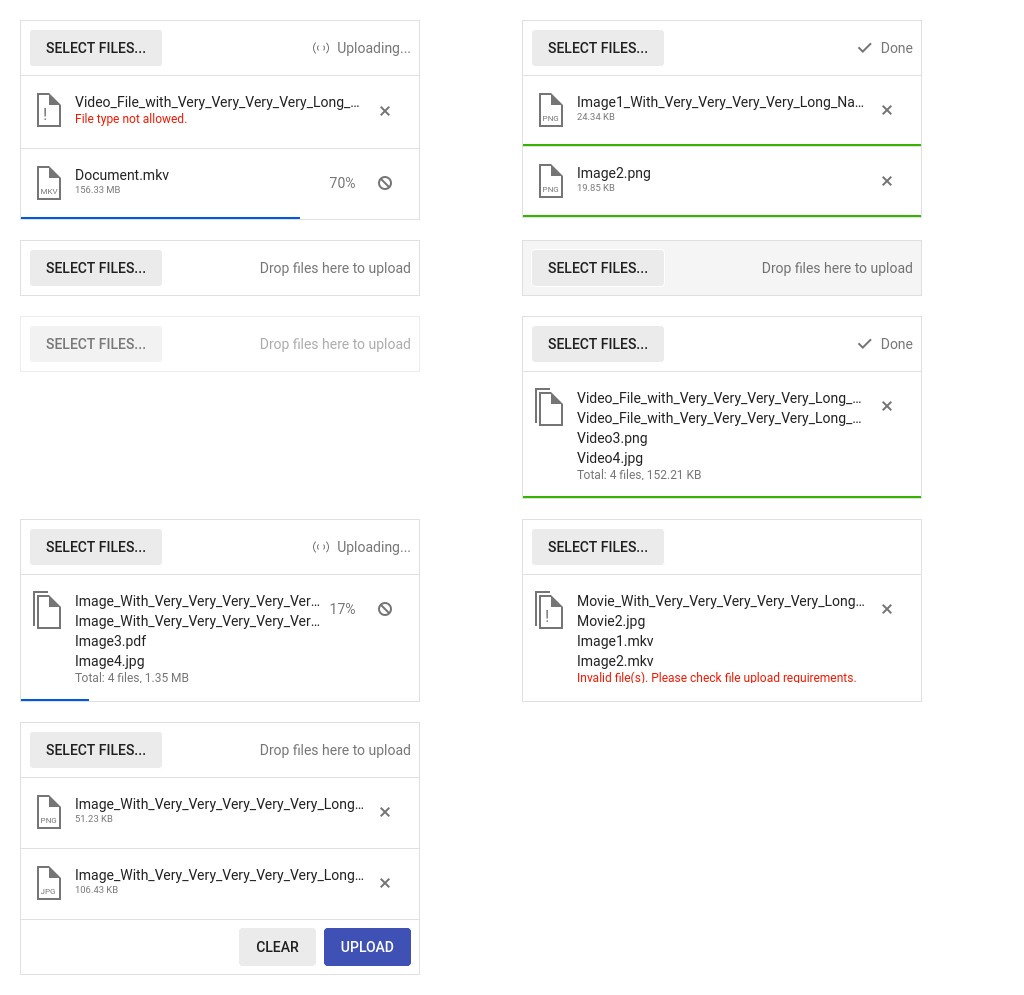 SELECT FILES...
Uploading...
Video_File_with_Very_Very_Very_Very_Long_...
File type not allowed.
!
MKV
Document.mkv
156.33 MB
70%
SELECT FILES...
Done
PNG
Image1_With_Very_Very_Very_Very_Long_Na...
24.34 KB
PNG
Image2.png
19.85 KB
SELECT FILES...
Drop files here to upload
SELECT FILES...
Drop files here to upload
SELECT FILES...
Drop files here to upload
SELECT FILES...
Done
Video_File_with_Very_Very_Very_Very_Long_...
Video_File_with_Very_Very_Very_Very_Long_...
Video3.png
Video4.jpg
Total: 4 files, 152.21 KB
SELECT FILES...
Uploading...
Image_With_Very_Very_Very_Very_Ver...
17%
Image_With_Very_Very_Very_Very_Ver...
Image3.pdf
Image4.jpg
Total: 4 files, 1.35 MB
SELECT FILES...
!
Movie_With_Very_Very_Very_Very_Very_Long...
Movie2.jpg
Image1.mkv
Image2.mkv
Invalid file(s). Please check file upload requirements.
SELECT FILES...
Drop files here to upload
PNG
Image_With_Very_Very_Very_Very_Very_Long...
51.23 KB
JPG
Image_With_Very_Very_Very_Very_Very_Long...
106.43 KB
CLEAR
UPLOAD